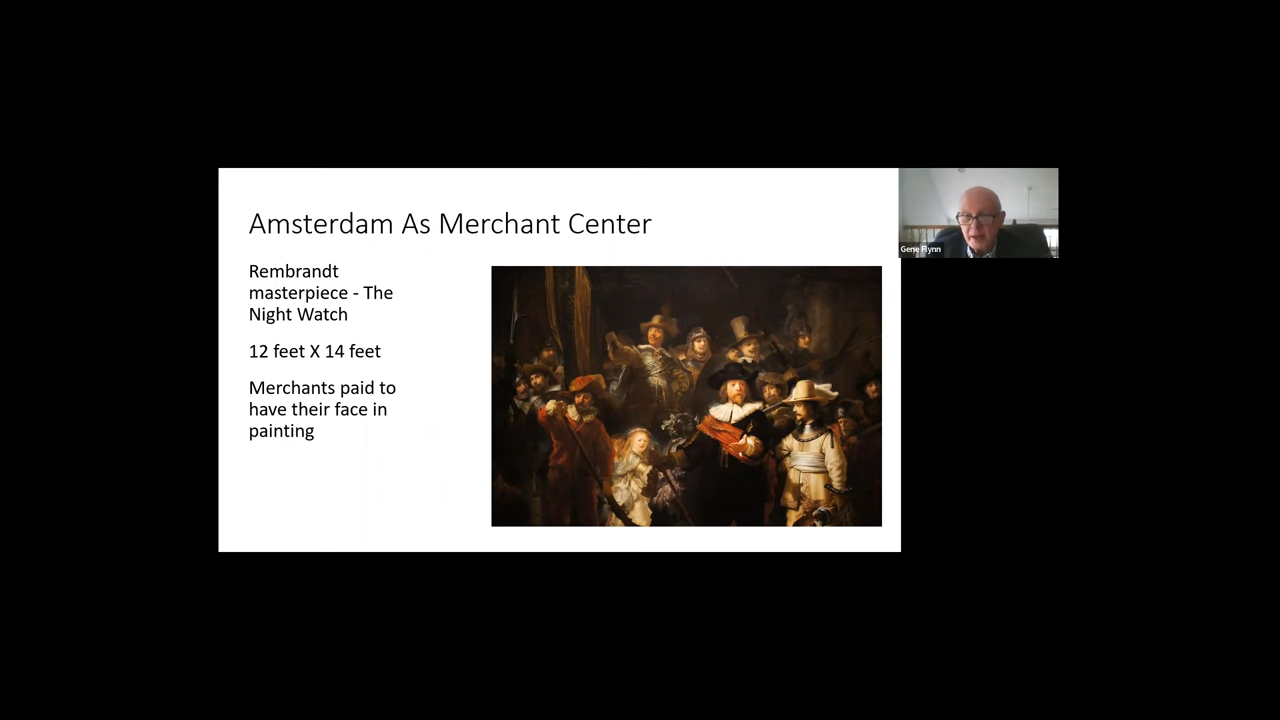 Amsterdam As Merchant Center
Rembrandt
masterpiece - The
Night Watch
12 feet X 14 feet
Merchants paid to
have their face in
painting
Gene Flynn